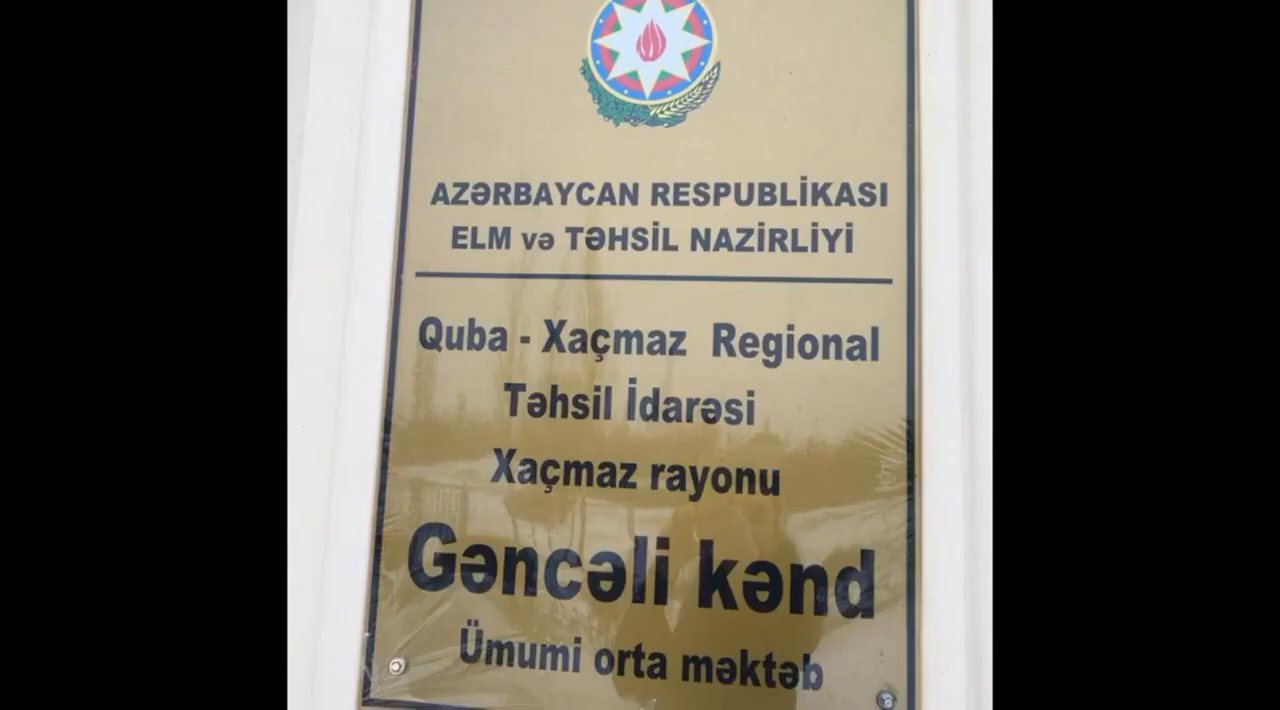 AZƏRBAYCAN RESPUBLİKASI
ELM və TƏHSİL NAZİRLİYİ
Quba - Xaçmaz Regional
Təhsil İdarəsi
Xaçmaz rayonu
Gəncəli kənd
Ümumi orta məktəb